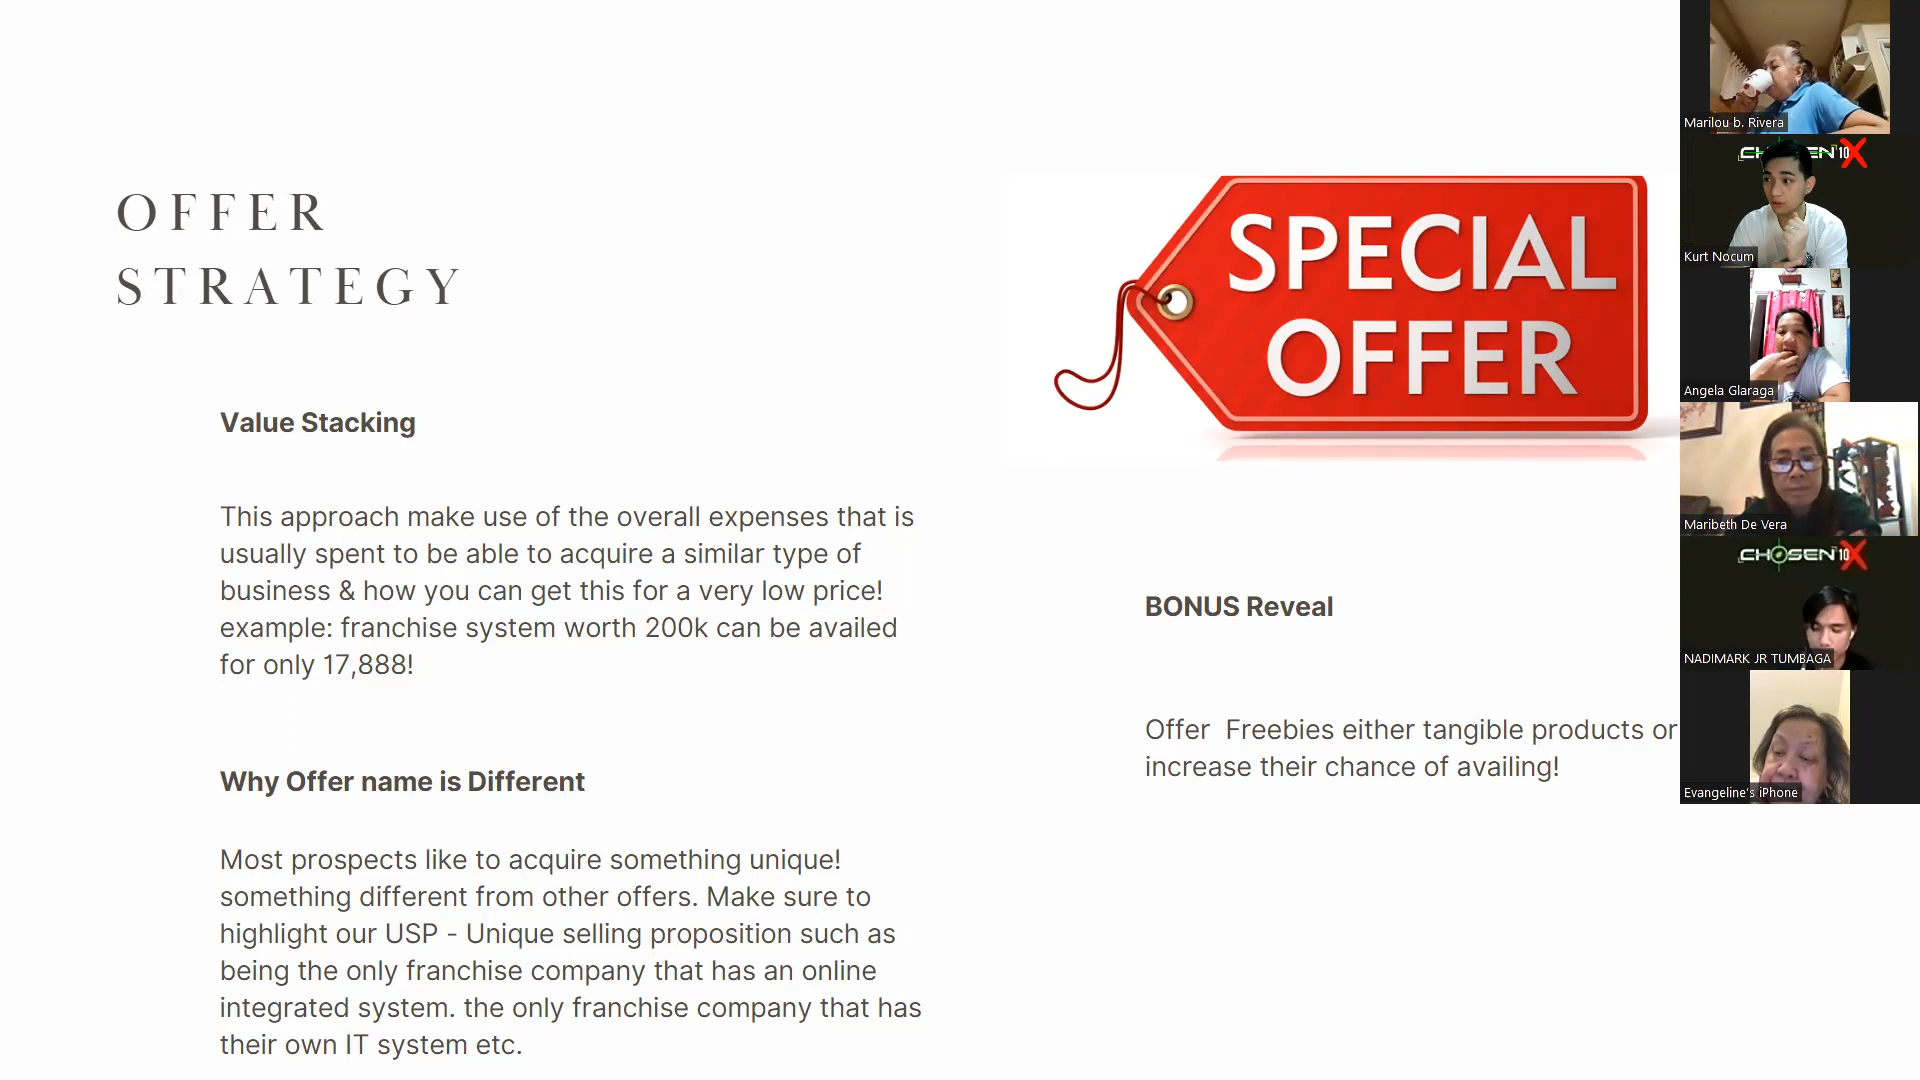 OFFER
STRATEGY
Value Stacking
This approach make use of the overall expenses that is
usually spent to be able to acquire a similar type of
business & how you can get this for a very low price!
example: franchise system worth 200k can be availed
for only 17,888!
Why Offer name is Different
Most prospects like to acquire something unique!
something different from other offers. Make sure to
highlight our USP - Unique selling proposition such as
being the only franchise company that has an online
integrated system. the only franchise company that has
their own IT system etc.
SPECIAL
OFFER
BONUS Reveal
Offer  Freebies either tangible products or
increase their chance of availing!
Marilou b. Rivera
Kurt Nocum
Angela Glaraga
Maribeth De Vera
CHOSEN 10X
NADIMARK JR TUMBAGA
Evangeline's iPhone